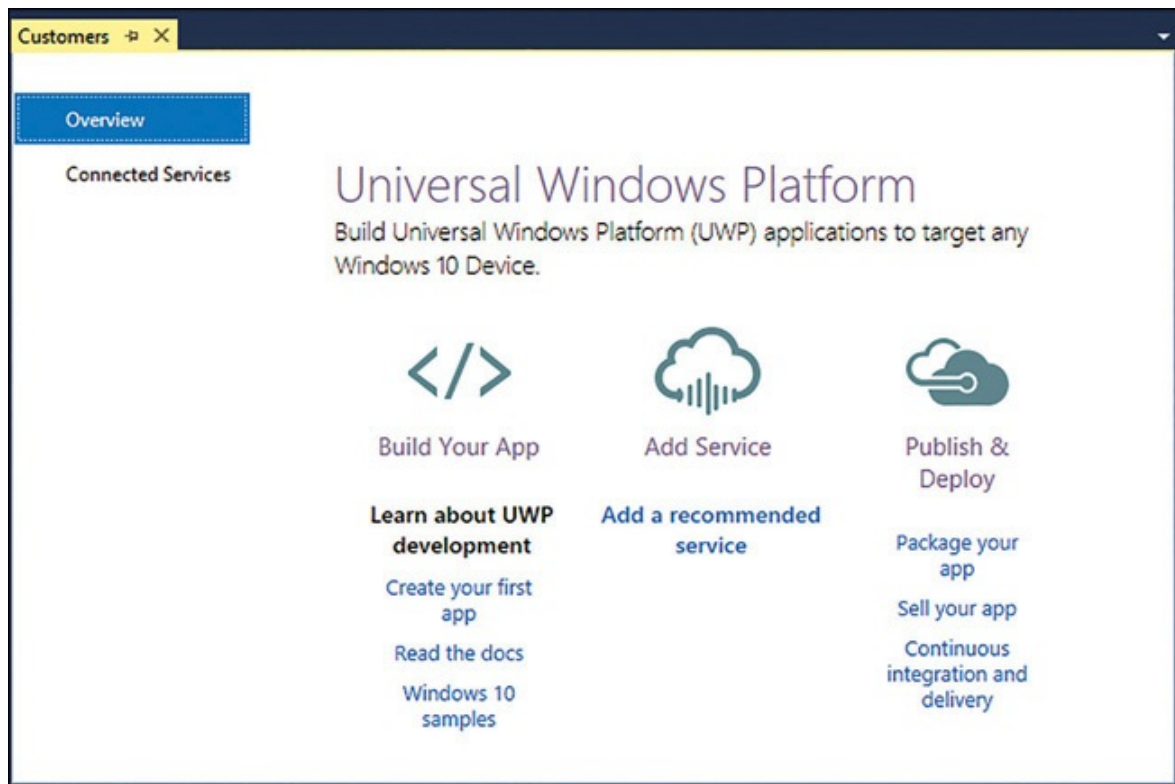 Customers
Overview
Connected Services
Universal Windows Platform
Build Universal Windows Platform (UWP) applications to target any
Windows 10 Device.
</>
Build Your App
Learn about UWP
development
Create your first
app
Read the docs
Windows 10
samples
Add Service
Add a recommended
service
Publish &
Deploy
Package your
app
Sell your app
Continuous
integration and
delivery